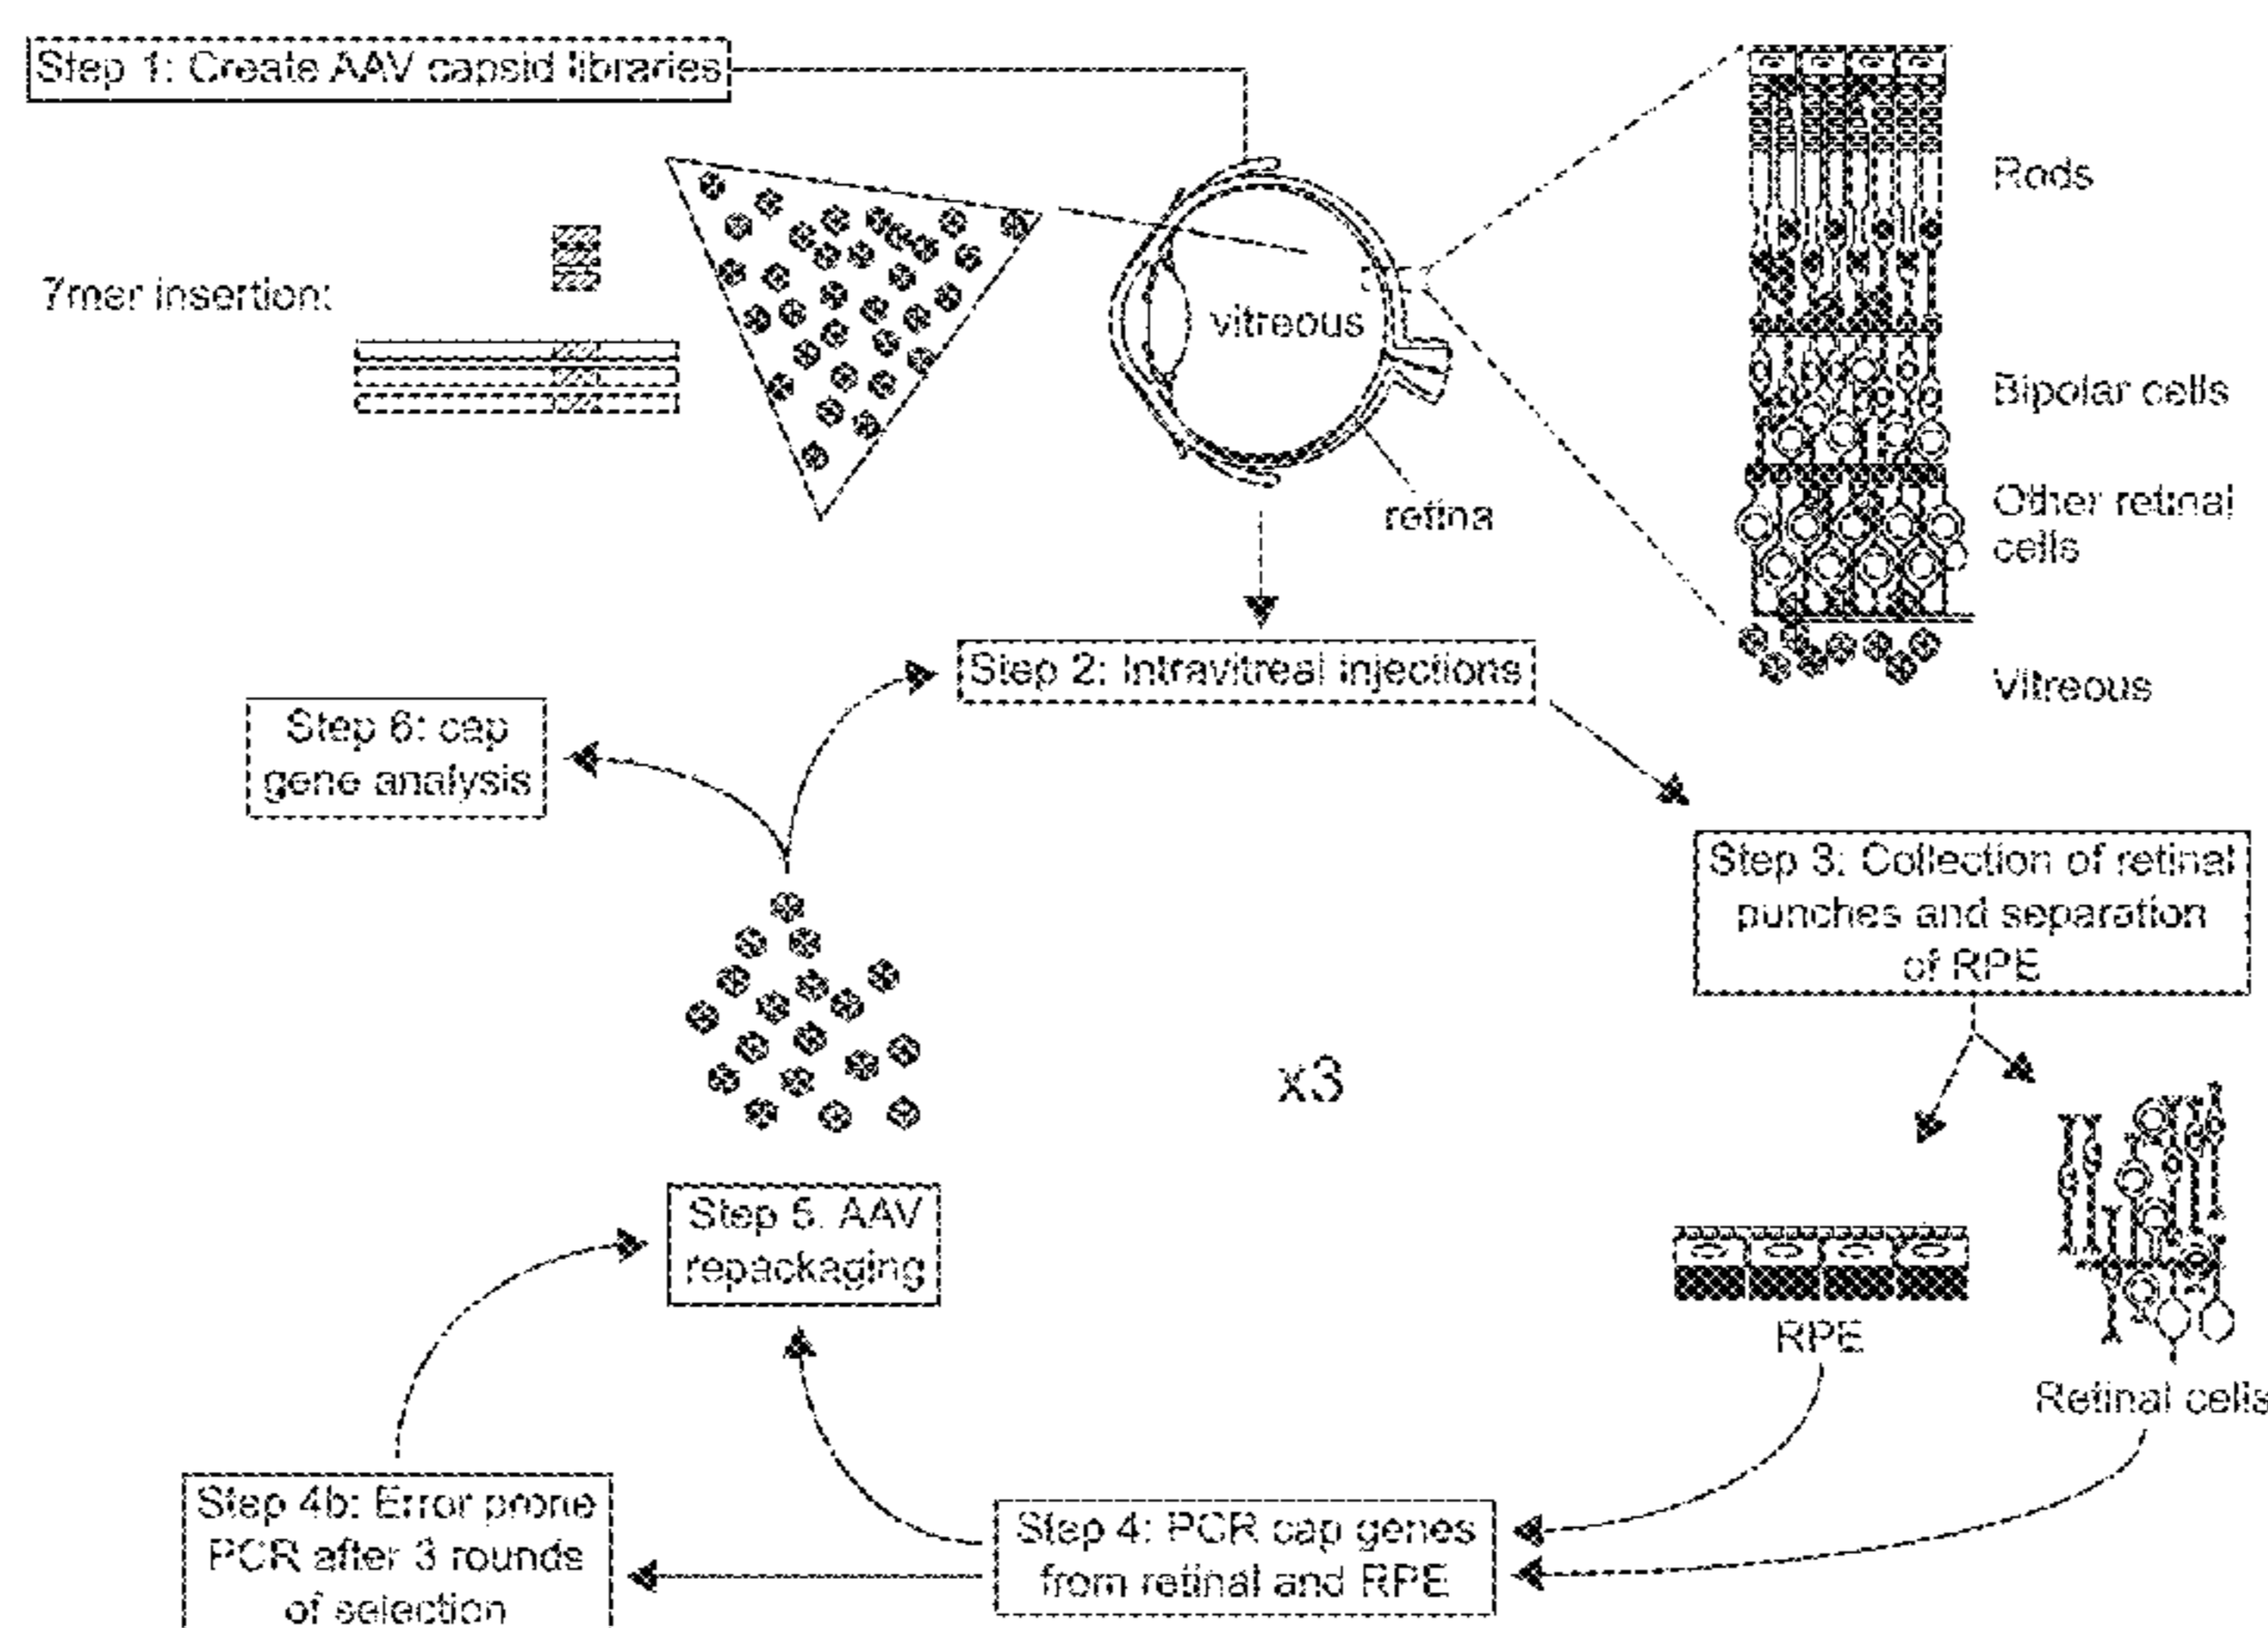 Step 1: Create AAV capsid libraries
7mer insertion:
vitreous
retina
Rods
Bipolar cells
Other retinal
cells
Vitreous
Step 2: Intravitreal injections
Step 6: cap
gene analysis
Step 3: Collection of retinal
punches and separation
of RPE
x3
Step 5: AAV
repackaging
RPE
Retinal cells
Step 4b: Error prone
PCR after 3 rounds
of selection
Step 4: PCR cap genes
from retinal and RPE